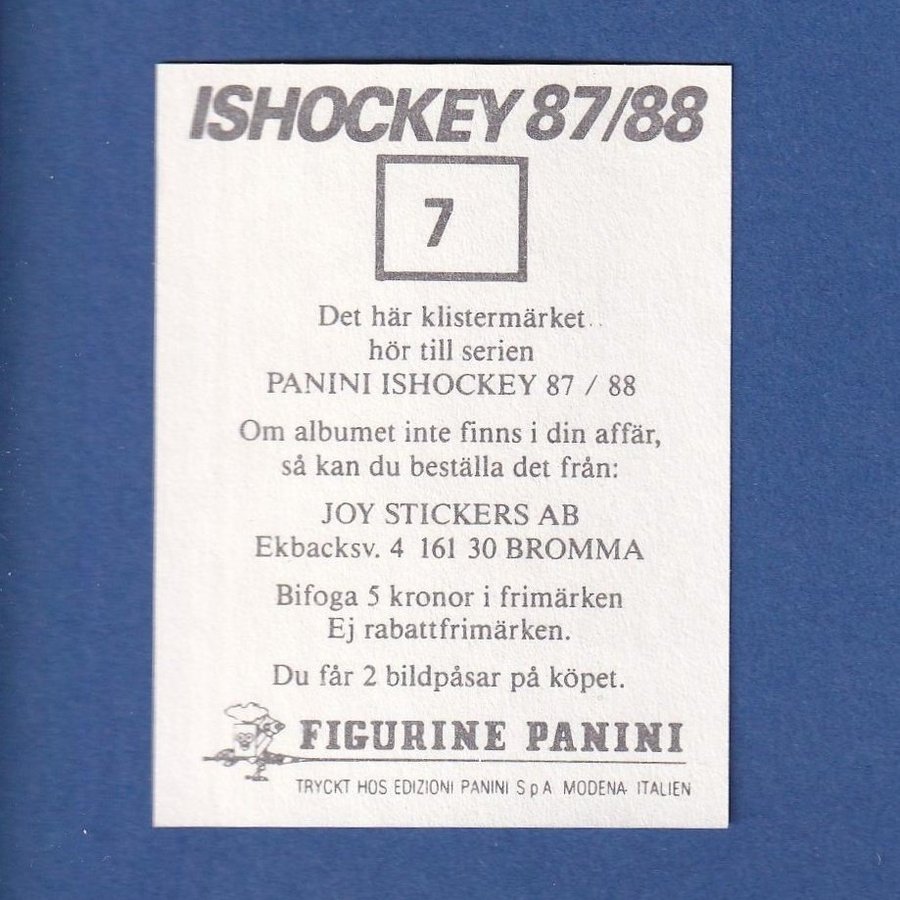 ISHOCKEY 87/88
7
Det här klistermärket
hör till serien
PANINI ISHOCKEY 87 / 88
Om albumet inte finns i din affär,
så kan du beställa det från:
JOY STICKERS AB
Ekbacksv. 4 161 30 BROMMA
Bifoga 5 kronor i frimärken
Ej rabattfrimärken.
Du får 2 bildpåsar på köpet.
FIGURINE PANINI
TRYCKT HOS EDIZIONI PANINI S p A MODENA- ITALIEN